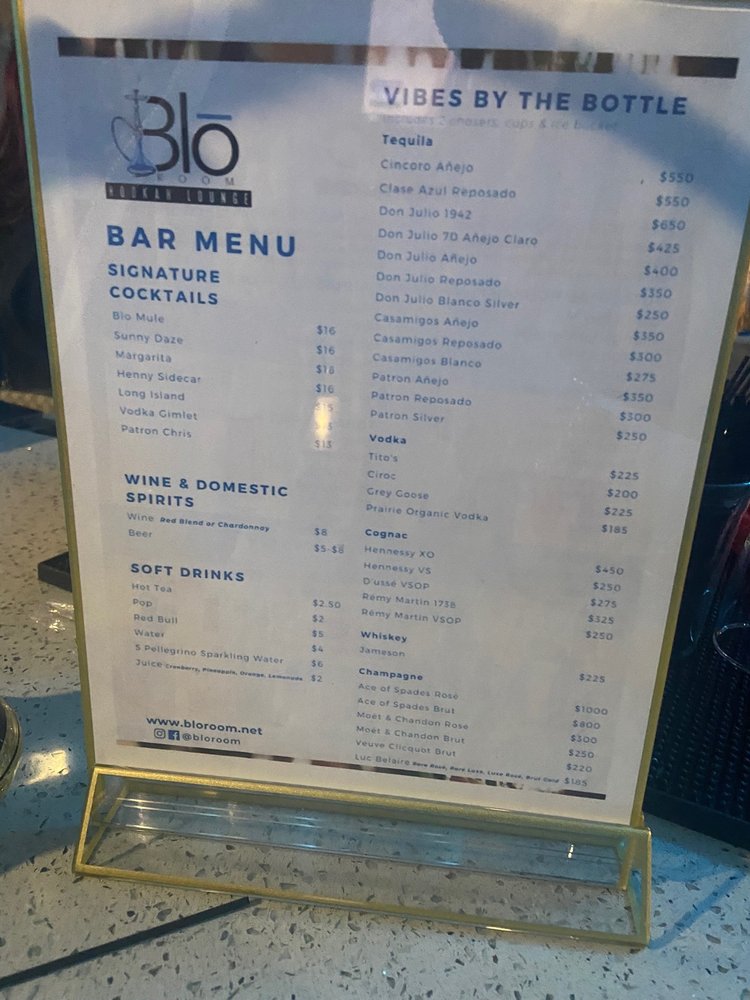 Blō
ROOM
HOOKAH LOUNGE
BAR MENU
SIGNATURE
COCKTAILS
Blo Mule $16
Sunny Daze $16
Margarita $16
Henny Sidecar $16
Long Island $15
Vodka Gimlet
Patron Chris $13
WINE & DOMESTIC
SPIRITS
Wine Red Blend or Chardonnay $8
Beer $5-$8
SOFT DRINKS
Hot Tea $2.50
Pop $2
Red Bull $5
Water $4
S Pellegrino Sparkling Water $6
Juice Cranberry, Pineapple, Orange, Lemonade $2
www.bloroom.net
@bloroom
VIBES BY THE BOTTLE
Includes 2 chasers, cups & ice bucket
Tequila
Cincoro Añejo $550
Clase Azul Reposado $550
Don Julio 1942 $650
Don Julio 70 Añejo Claro $425
Don Julio Añejo $400
Don Julio Reposado $350
Don Julio Blanco Silver $250
Casamigos Añejo $350
Casamigos Reposado $300
Casamigos Blanco $275
Patron Añejo $350
Patron Reposado $300
Patron Silver $250
Vodka
Tito's $225
Ciroc $200
Grey Goose $225
Prairie Organic Vodka $185
Cognac
Hennessy XO $450
Hennessy VS $250
D'ussé VSOP $275
Rémy Martin 1738 $325
Rémy Martin VSOP $250
Whiskey
Jameson $225
Champagne
Ace of Spades Rosé $1000
Ace of Spades Brut $800
Moët & Chandon Rosé $300
Moët & Chandon Brut $250
Veuve Clicquot Brut $220
Luc Belaire Rare Rosé, Rare Luxe, Luxe Rosé, Brut Gold $185